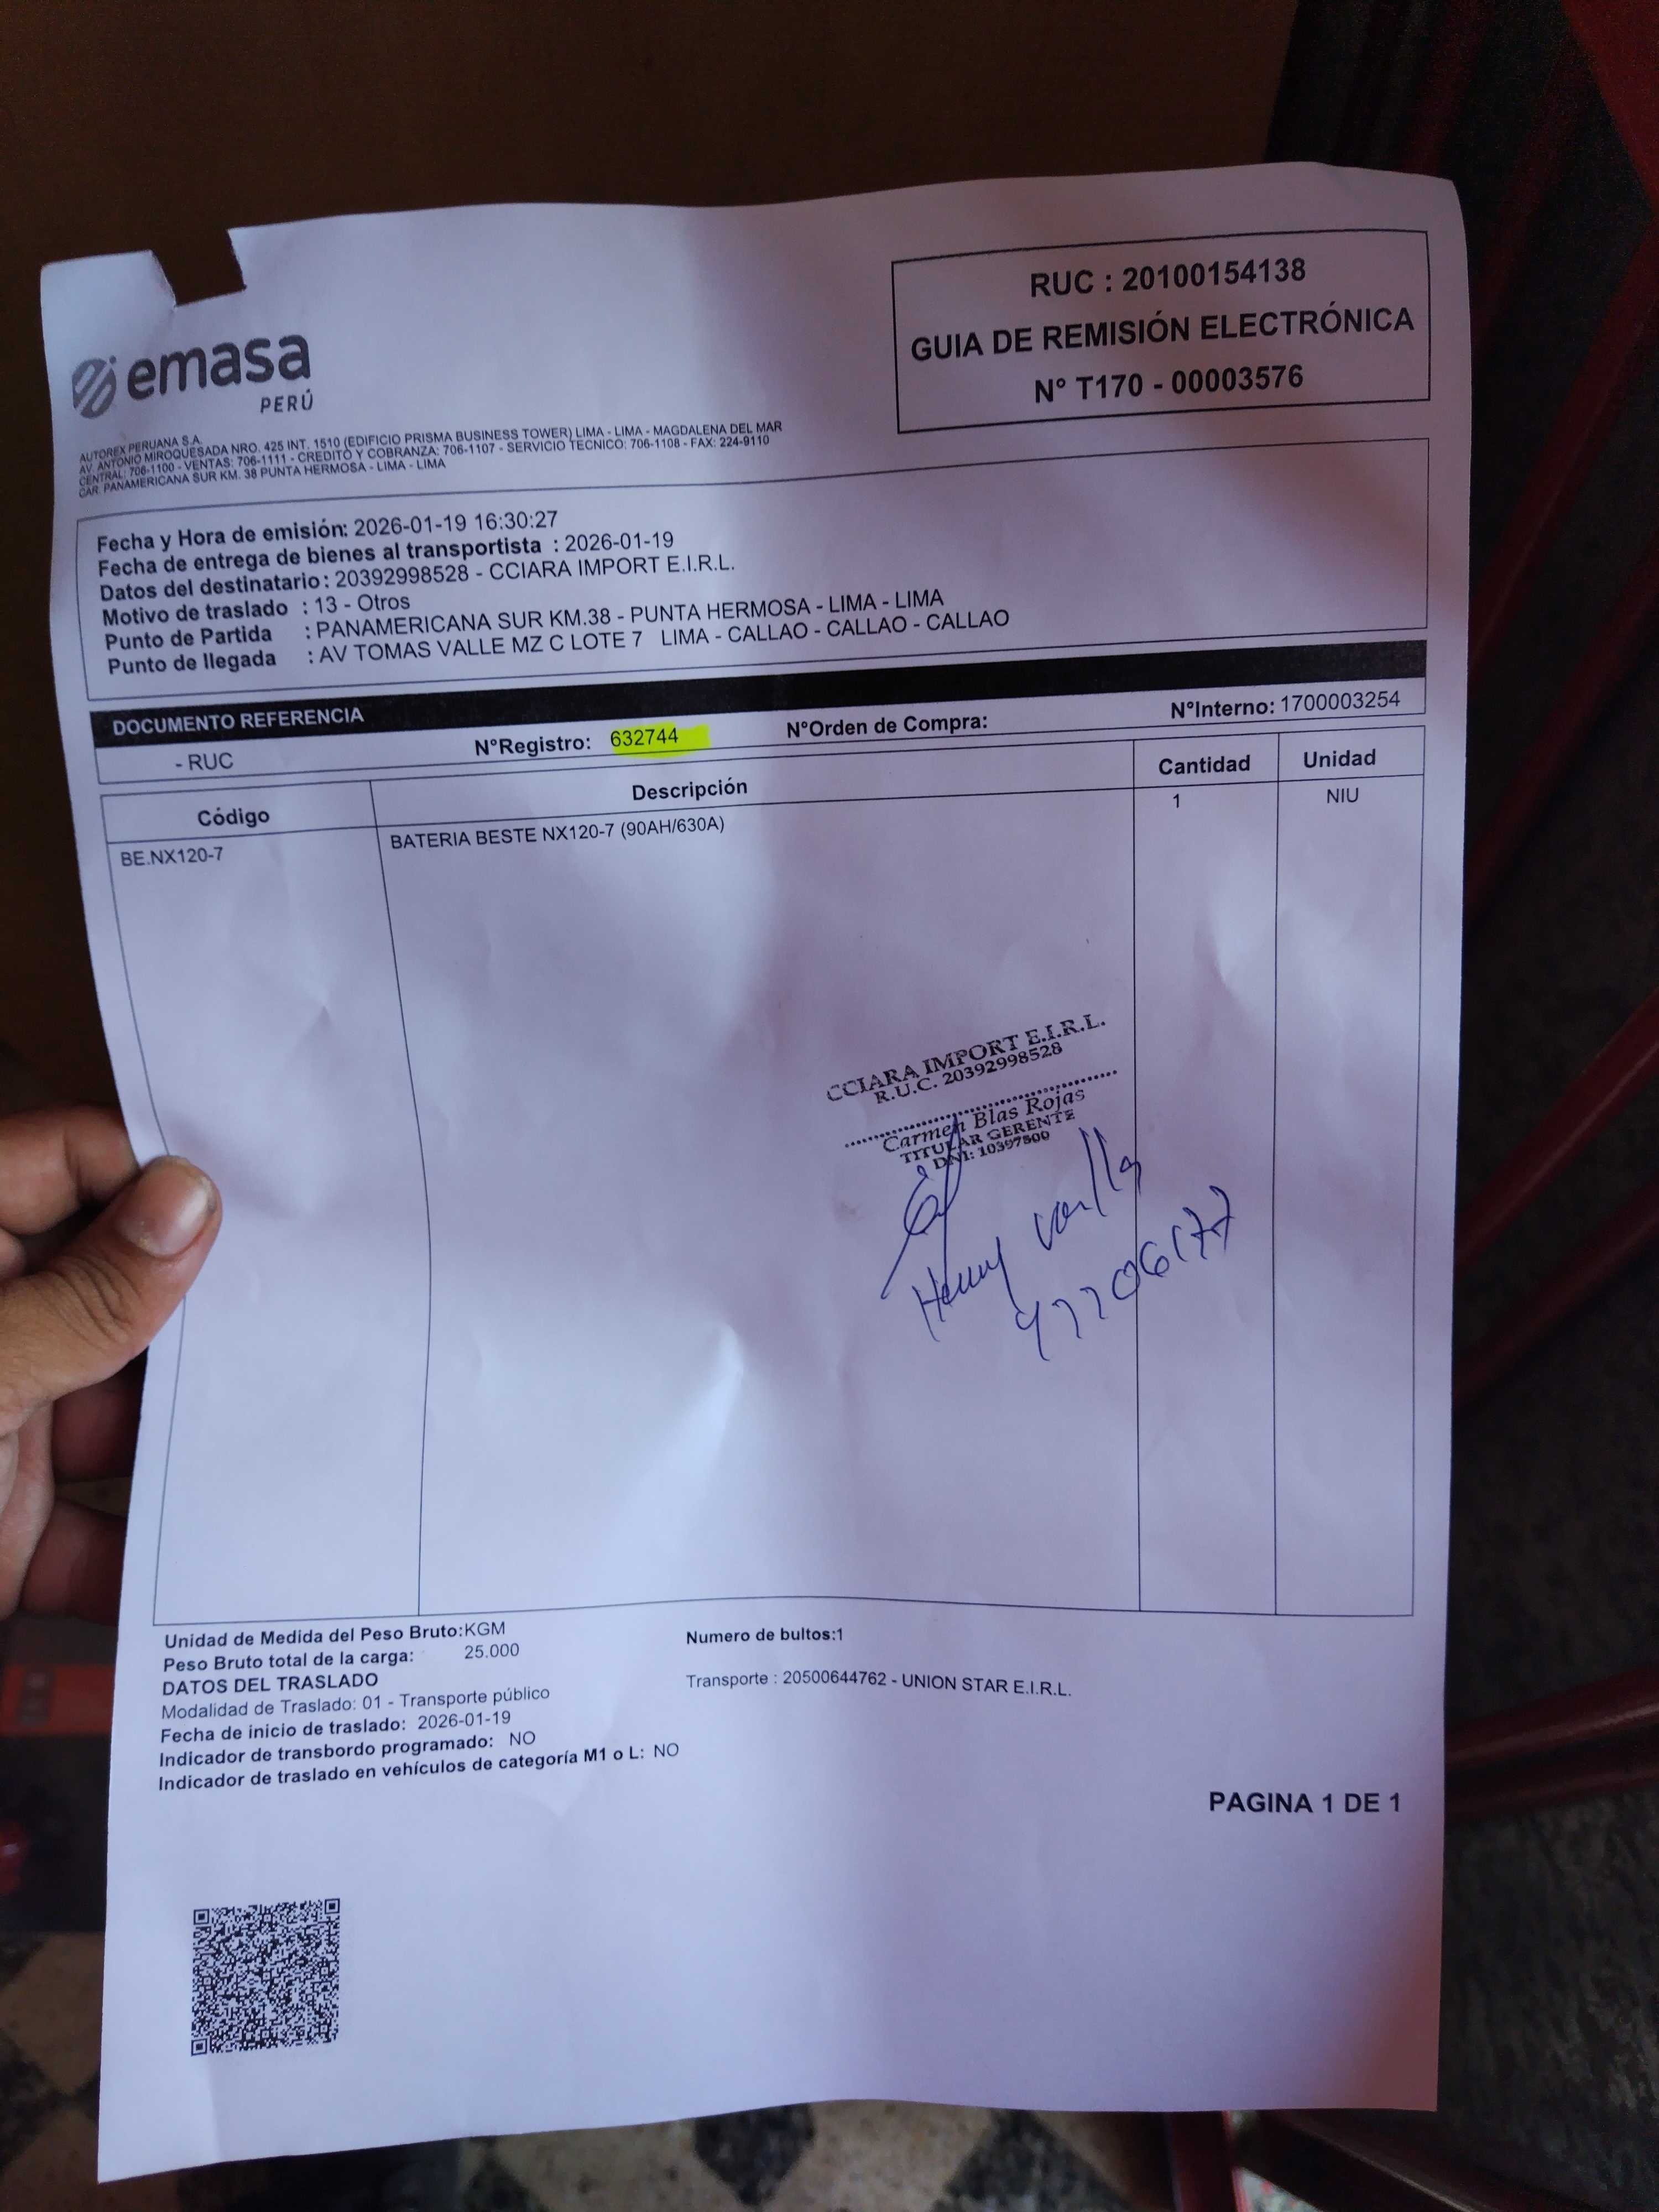 RUC : 20100154138
GUIA DE REMISIÓN ELECTRÓNICA
N° T170 - 00003576
emasa
PERÚ
AUTOREX PERUANA S.A.
AV. ANTONIO MIROQUESADA NRO. 425 INT. 1510 (EDIFICIO PRISMA BUSINESS TOWER) LIMA - LIMA - MAGDALENA DEL MAR
CENTRAL: 706-1100 - VENTAS: 706-1111 - CREDITO Y COBRANZA: 706-1107 - SERVICIO TECNICO: 706-1108 - FAX: 224-9110
CAR. PANAMERICANA SUR KM. 38 PUNTA HERMOSA - LIMA - LIMA
Fecha y Hora de emisión: 2026-01-19 16:30:27
Fecha de entrega de bienes al transportista : 2026-01-19
Datos del destinatario: 20392998528 - CCIARA IMPORT E.I.R.L.
Motivo de traslado : 13 - Otros
Punto de Partida : PANAMERICANA SUR KM.38 - PUNTA HERMOSA - LIMA - LIMA
Punto de llegada : AV TOMAS VALLE MZ C LOTE 7 LIMA - CALLAO - CALLAO - CALLAO
DOCUMENTO REFERENCIA
- RUC N°Registro: 632744 N°Orden de Compra: N°Interno: 1700003254
Código Descripción Cantidad Unidad
BE.NX120-7 BATERIA BESTE NX120-7 (90AH/630A) 1 NIU
CCIARA IMPORT E.I.R.L.
R.U.C. 20392998528
Carmen Blas Rojas
TITULAR GERENTE
DNI: 10397500
Henry
Unidad de Medida del Peso Bruto:KGM Numero de bultos:1
Peso Bruto total de la carga: 25.000
DATOS DEL TRASLADO Transporte : 20500644762 - UNION STAR E.I.R.L.
Modalidad de Traslado: 01 - Transporte público
Fecha de inicio de traslado: 2026-01-19
Indicador de transbordo programado: NO
Indicador de traslado en vehículos de categoría M1 o L: NO
PAGINA 1 DE 1